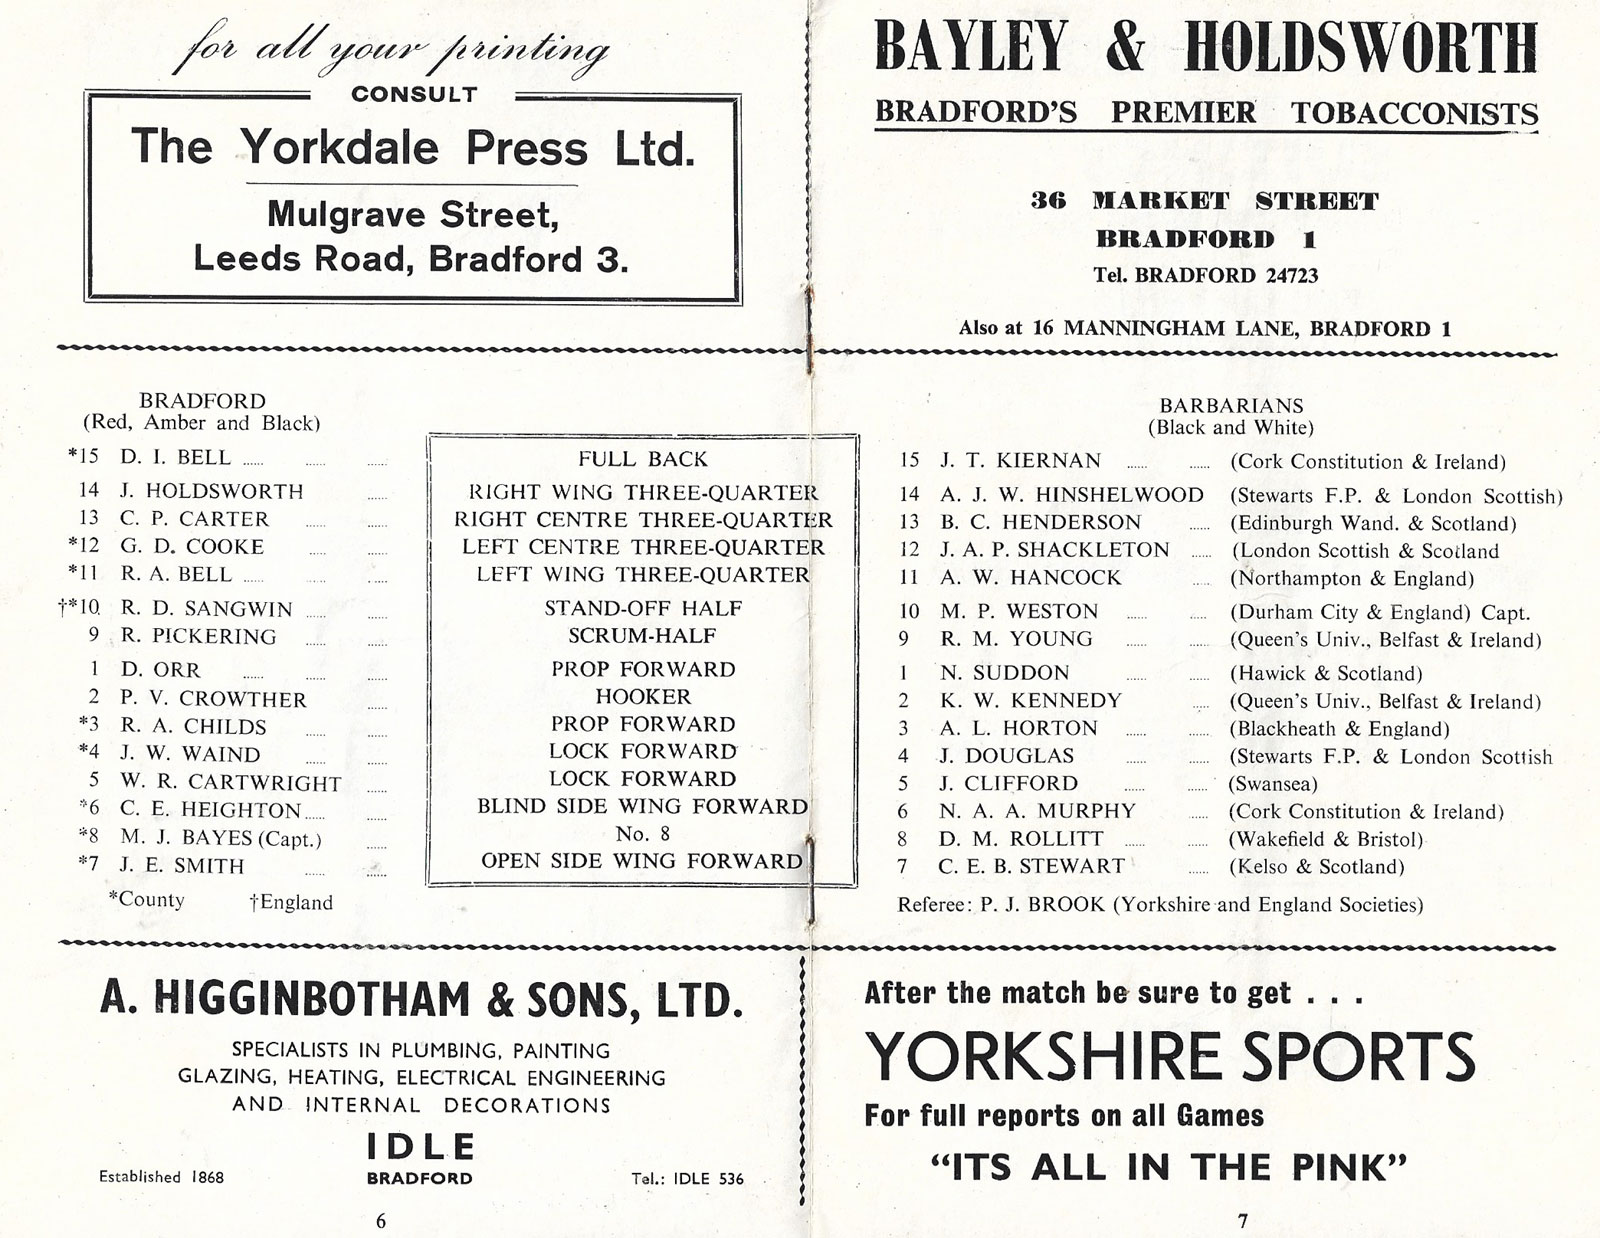 for all your printing
CONSULT
The Yorkdale Press Ltd.
Mulgrave Street,
Leeds Road, Bradford 3.
BAYLEY & HOLDSWORTH
BRADFORD'S PREMIER TOBACCONISTS
36 MARKET STREET
BRADFORD 1
Tel. BRADFORD 24723
Also at 16 MANNINGHAM LANE, BRADFORD 1
BRADFORD
(Red, Amber and Black)
*15 D. I. BELL ...... ...... ......
14 J. HOLDSWORTH ......
13 C. P. CARTER ...... ......
*12 G. D. COOKE ...... ......
*11 R. A. BELL ...... ...... ......
†*10 R. D. SANGWIN ...... ......
9 R. PICKERING ...... ......
1 D. ORR ...... ...... ......
2 P. V. CROWTHER ......
*3 R. A. CHILDS ...... ......
*4 J. W. WAIND ...... ......
5 W. R. CARTWRIGHT ......
*6 C. E. HEIGHTON ...... ......
*8 M. J. BAYES (Capt.) ......
*7 J. E. SMITH ...... ......
*County †England
FULL BACK
RIGHT WING THREE-QUARTER
RIGHT CENTRE THREE-QUARTER
LEFT CENTRE THREE-QUARTER
LEFT WING THREE-QUARTER
STAND-OFF HALF
SCRUM-HALF
PROP FORWARD
HOOKER
PROP FORWARD
LOCK FORWARD
LOCK FORWARD
BLIND SIDE WING FORWARD
No. 8
OPEN SIDE WING FORWARD
BARBARIANS
(Black and White)
15 J. T. KIERNAN ...... ...... (Cork Constitution & Ireland)
14 A. J. W. HINSHELWOOD (Stewarts F.P. & London Scottish)
13 B. C. HENDERSON ...... (Edinburgh Wand. & Scotland)
12 J. A. P. SHACKLETON ...... (London Scottish & Scotland
11 A. W. HANCOCK ...... (Northampton & England)
10 M. P. WESTON ...... ...... (Durham City & England) Capt.
9 R. M. YOUNG ...... ...... (Queen's Univ., Belfast & Ireland)
1 N. SUDDON ...... ...... (Hawick & Scotland)
2 K. W. KENNEDY ...... (Queen's Univ., Belfast & Ireland)
3 A. L. HORTON ...... ...... (Blackheath & England)
4 J. DOUGLAS ...... ...... (Stewarts F.P. & London Scottish
5 J. CLIFFORD ...... ...... (Swansea)
6 N. A. A. MURPHY ...... (Cork Constitution & Ireland)
8 D. M. ROLLITT ...... ...... (Wakefield & Bristol)
7 C. E. B. STEWART ...... (Kelso & Scotland)
Referee: P. J. BROOK (Yorkshire and England Societies)
A. HIGGINBOTHAM & SONS, LTD.
SPECIALISTS IN PLUMBING, PAINTING
GLAZING, HEATING, ELECTRICAL ENGINEERING
AND INTERNAL DECORATIONS
IDLE
Established 1868 BRADFORD Tel.: IDLE 536
6
After the match be sure to get . . .
YORKSHIRE SPORTS
For full reports on all Games
"ITS ALL IN THE PINK"
7